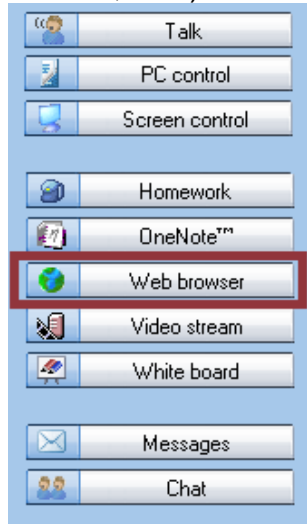 Talk
PC control
Screen control
Homework
OneNote™
Web browser
Video stream
White board
Messages
Chat